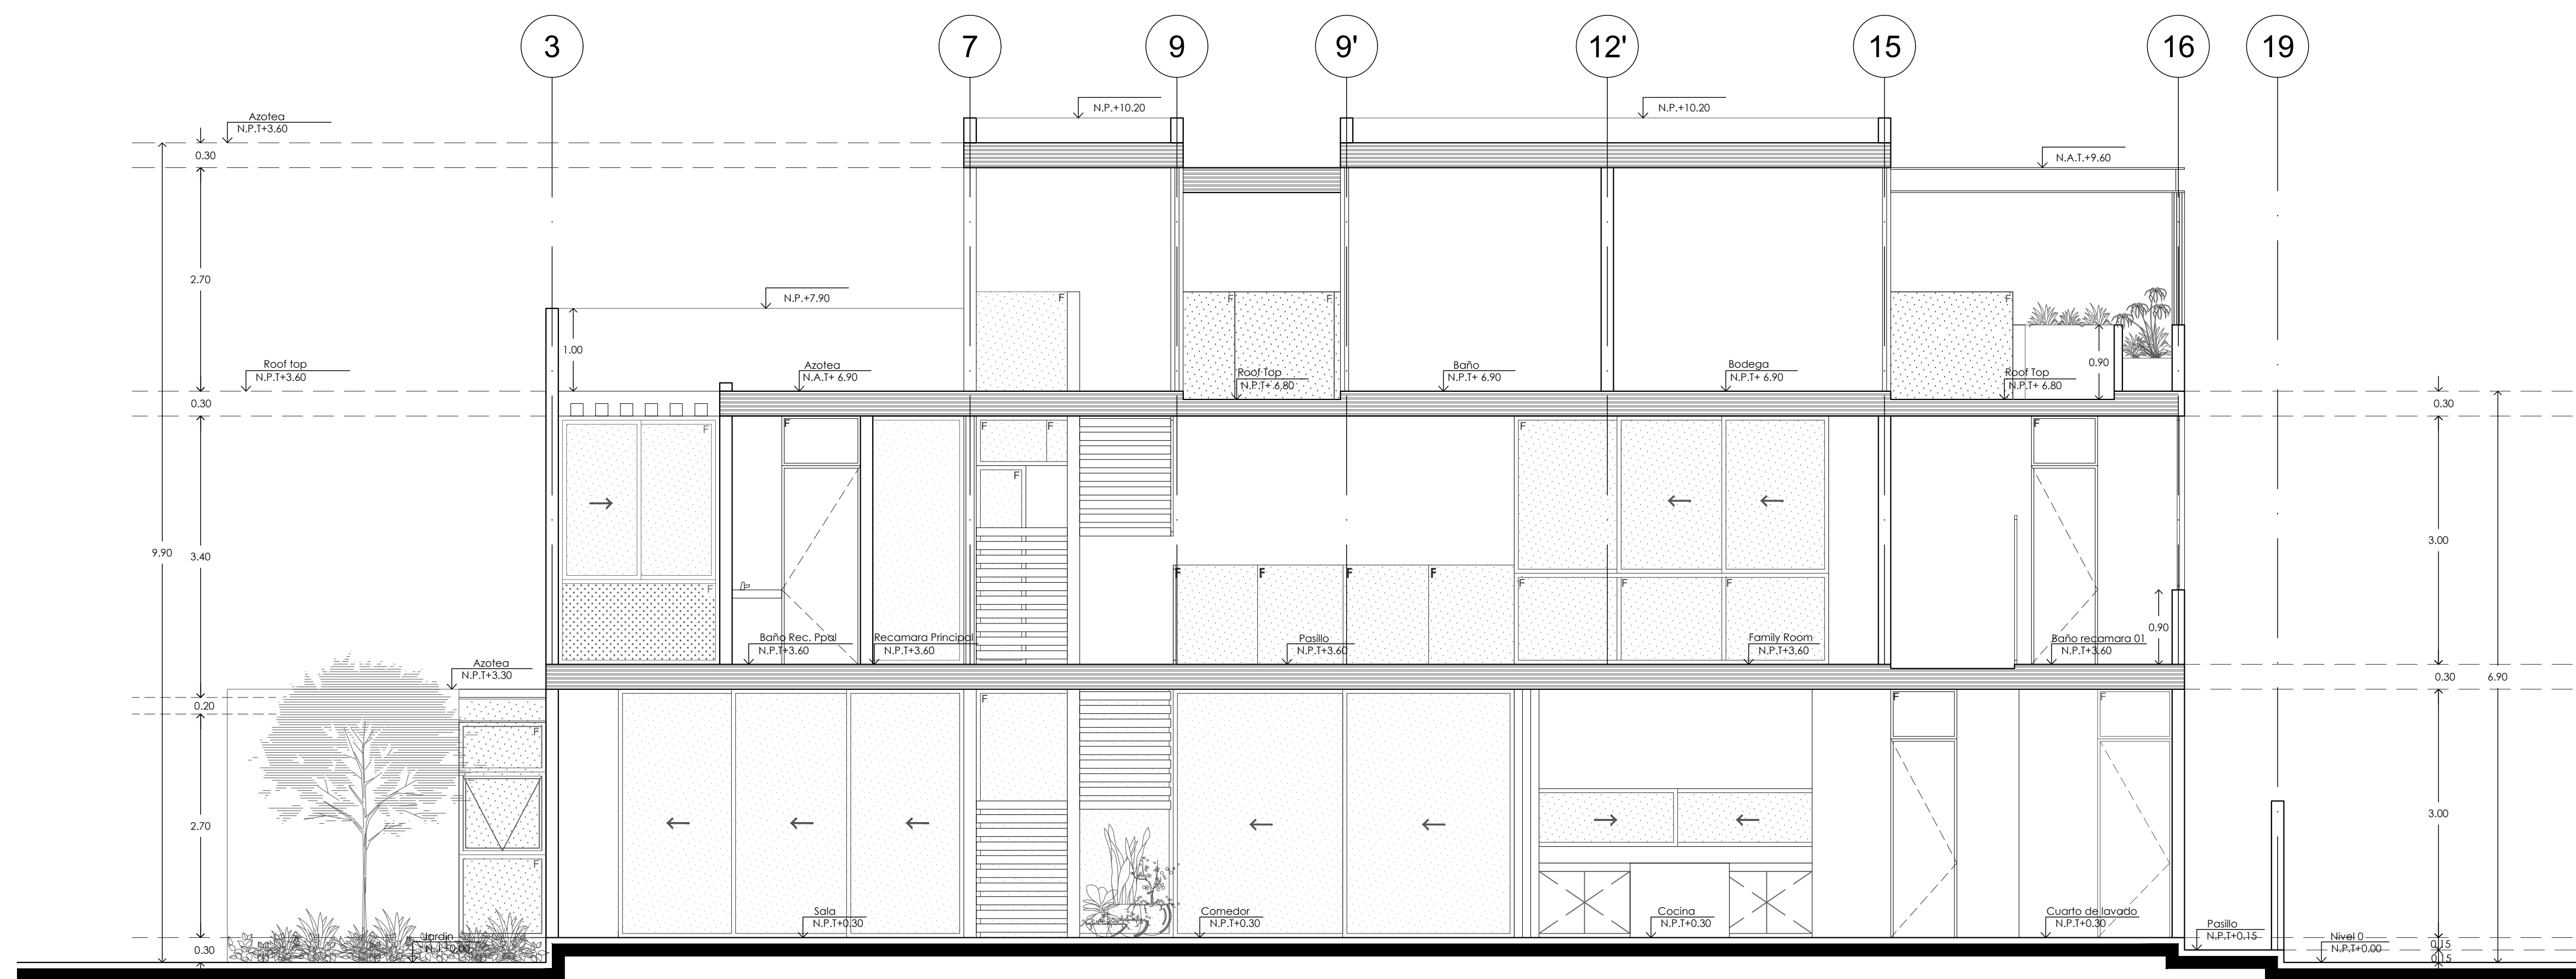 3
7
9
9'
12'
15
16
19
Azotea
N.P.T+3.60
N.P.+10.20
N.P.+10.20
N.A.T.+9.60
0.30
2.70
N.P.+7.90
1.00
Roof top
N.P.T+3.60
Azotea
N.A.T+ 6.90
Roof Top
N.P.T+ 6.80
Baño
N.P.T+ 6.90
Bodega
N.P.T+ 6.90
Roof Top
N.P.T+ 6.80
0.90
0.30
0.30
F
F
F
F
F
F
F
F
F
F
F
F
F
9.90
3.40
3.00
F
F
F
F
F
F
F
F
0.90
Baño Rec. Ppal
N.P.T+3.60
Recamara Principal
N.P.T+3.60
Pasillo
N.P.T+3.60
Family Room
N.P.T+3.60
Baño recamara 01
N.P.T+3.60
Azotea
N.P.T+3.30
0.30
6.90
0.20
F
F
F
F
2.70
3.00
F
Sala
N.P.T+0.30
Comedor
N.P.T+0.30
Cocina
N.P.T+0.30
Cuarto de lavado
N.P.T+0.30
Pasillo
N.P.T+0.15
Jardin
N.J.T+0.00
Nivel 0
N.P.T+0.00
0.30
0.15
0.15